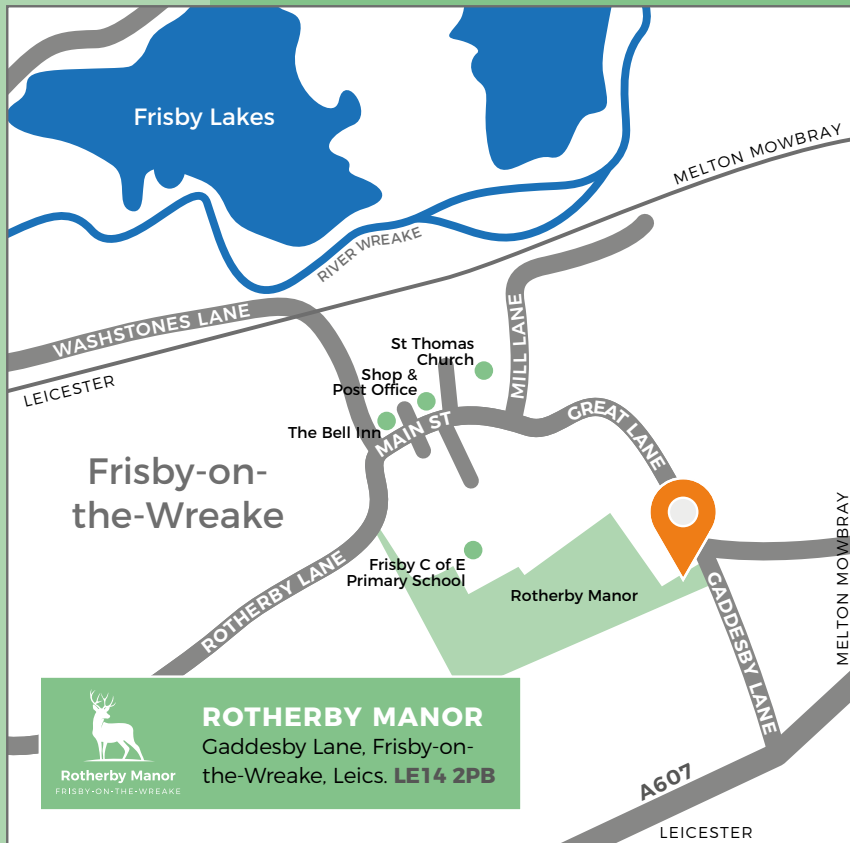 Frisby Lakes
MELTON MOWBRAY
RIVER WREAKE
WASHSTONES LANE
LEICESTER
St Thomas
Church
MILL LANE
Shop &
Post Office
The Bell Inn
MAIN ST
GREAT LANE
Frisby-on-
the-Wreake
MELTON MOWBRAY
Frisby C of E
Primary School
Rotherby Manor
ROTHERBY LANE
GADDESBY LANE
ROTHERBY MANOR
Gaddesby Lane, Frisby-on-
the-Wreake, Leics. LE14 2PB
Rotherby Manor
FRISBY-ON-THE-WREAKE
A607
LEICESTER